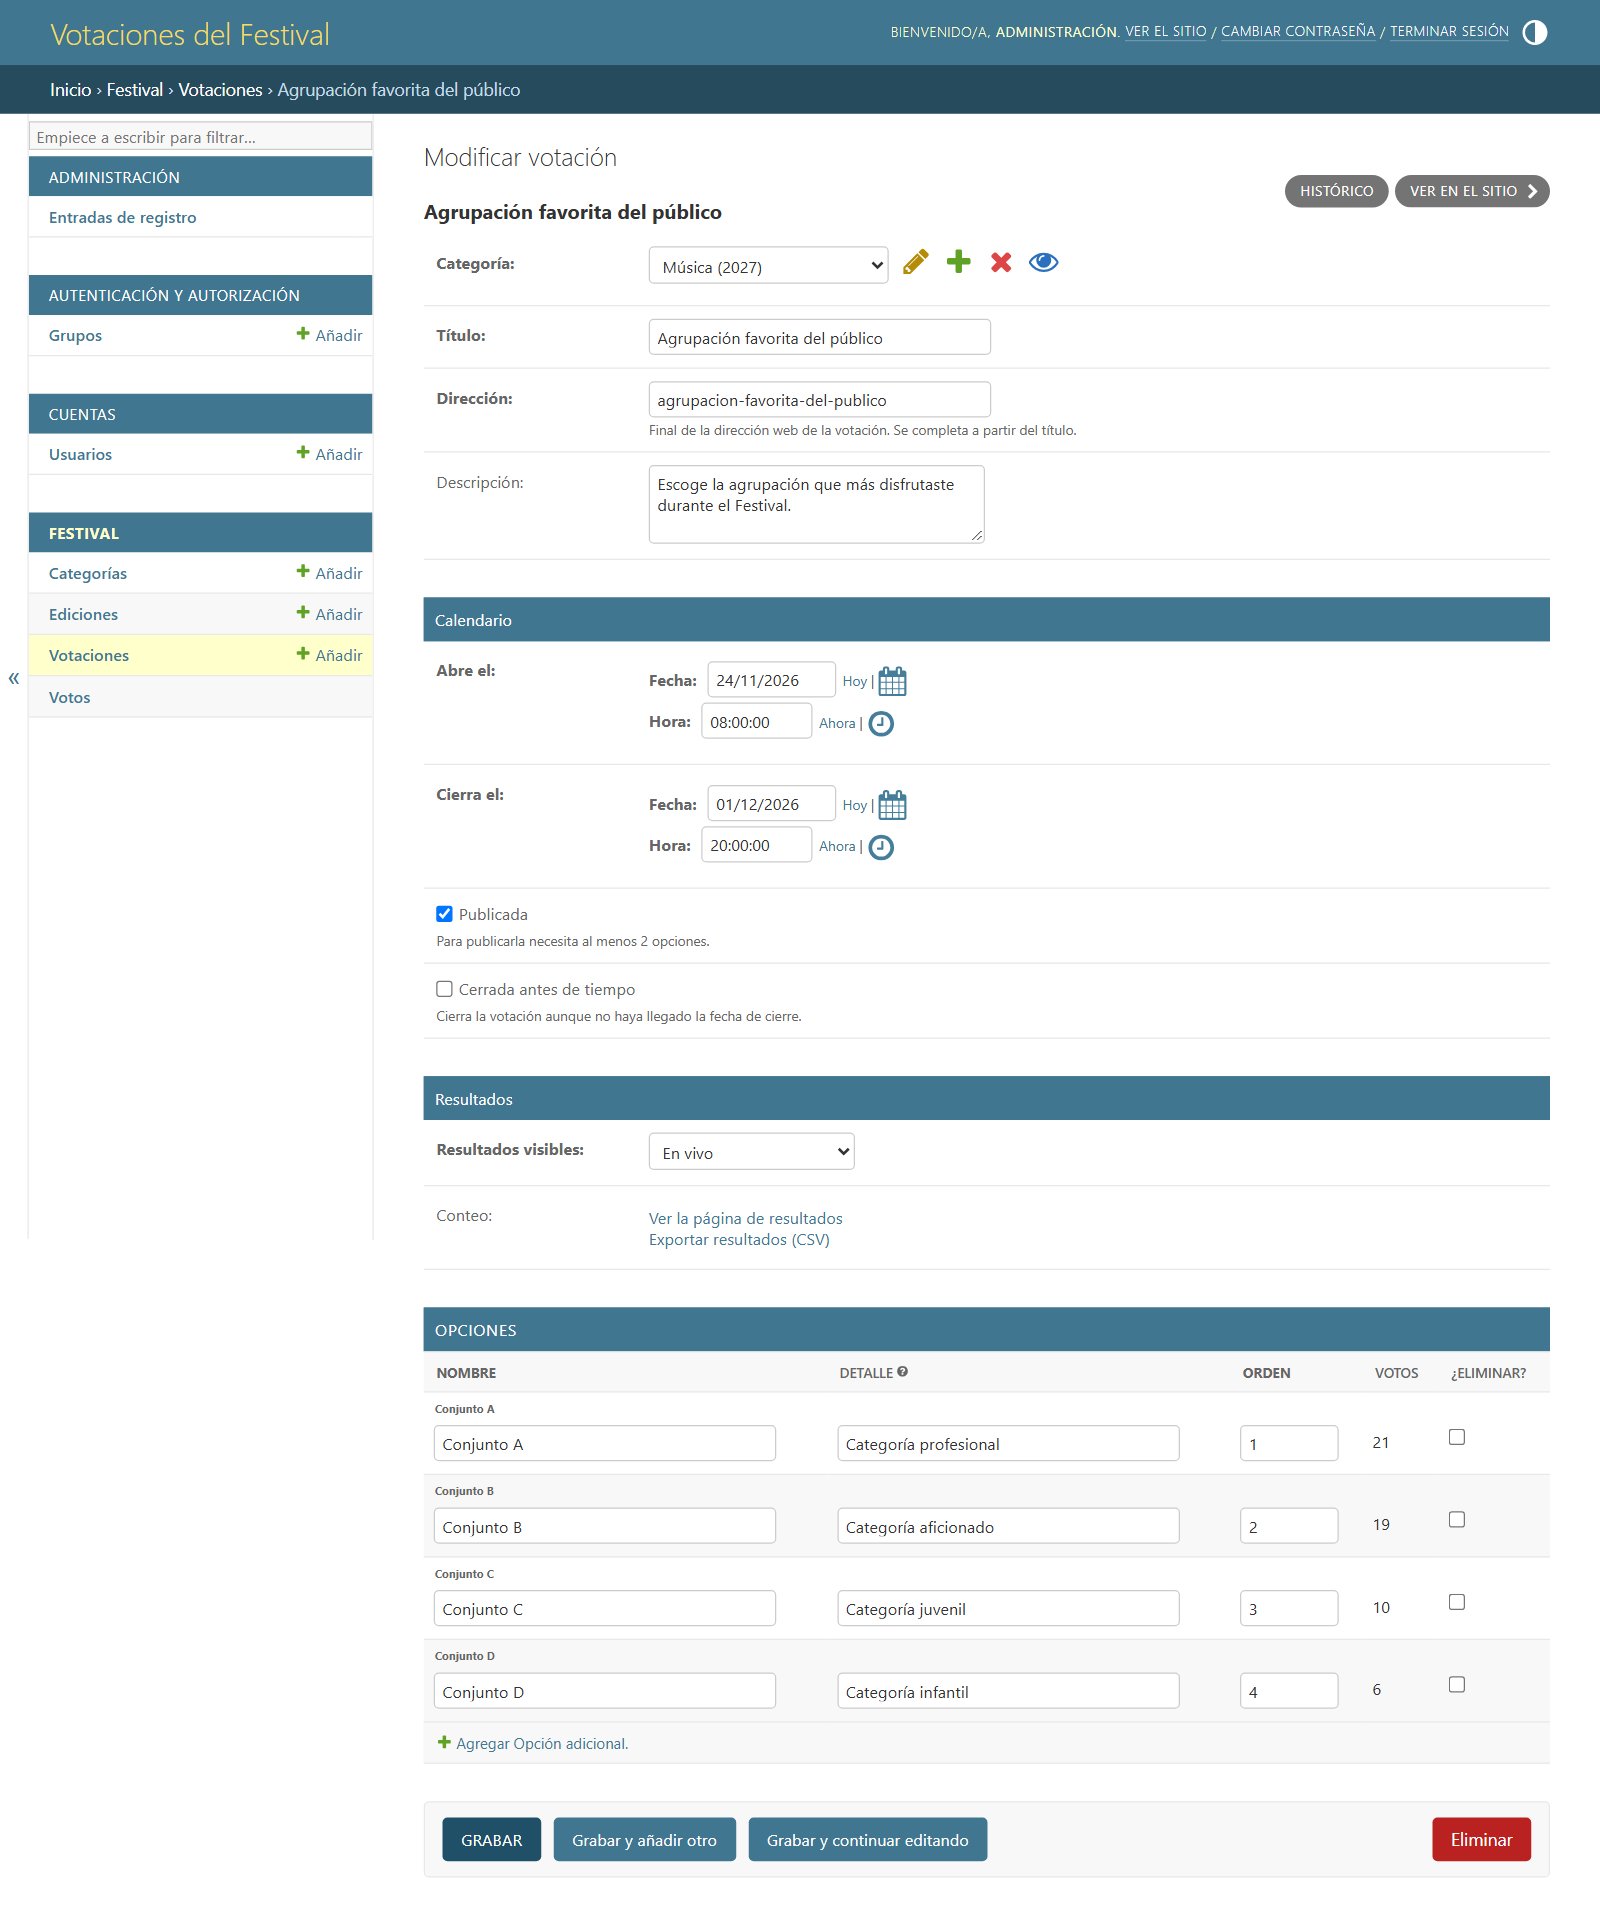 Votaciones del Festival
BIENVENIDO/A, ADMINISTRACIÓN. VER EL SITIO / CAMBIAR CONTRASEÑA / TERMINAR SESIÓN
Inicio › Festival › Votaciones › Agrupación favorita del público
Empiece a escribir para filtrar...
ADMINISTRACIÓN
Entradas de registro
AUTENTICACIÓN Y AUTORIZACIÓN
Grupos Añadir
CUENTAS
Usuarios Añadir
FESTIVAL
Categorías Añadir
Ediciones Añadir
Votaciones Añadir
Votos
«
Modificar votación
HISTÓRICO VER EN EL SITIO
Agrupación favorita del público
Categoría: Música (2027)
Título: Agrupación favorita del público
Dirección: agrupacion-favorita-del-publico
Final de la dirección web de la votación. Se completa a partir del título.
Descripción: Escoge la agrupación que más disfrutaste
durante el Festival.
Calendario
Abre el: Fecha: 24/11/2026 Hoy |
Hora: 08:00:00 Ahora |
Cierra el: Fecha: 01/12/2026 Hoy |
Hora: 20:00:00 Ahora |
Publicada
Para publicarla necesita al menos 2 opciones.
Cerrada antes de tiempo
Cierra la votación aunque no haya llegado la fecha de cierre.
Resultados
Resultados visibles: En vivo
Conteo: Ver la página de resultados
Exportar resultados (CSV)
OPCIONES
NOMBRE DETALLE ? ORDEN VOTOS ¿ELIMINAR?
Conjunto A
Conjunto A Categoría profesional 1 21
Conjunto B
Conjunto B Categoría aficionado 2 19
Conjunto C
Conjunto C Categoría juvenil 3 10
Conjunto D
Conjunto D Categoría infantil 4 6
Agregar Opción adicional.
GRABAR Grabar y añadir otro Grabar y continuar editando Eliminar